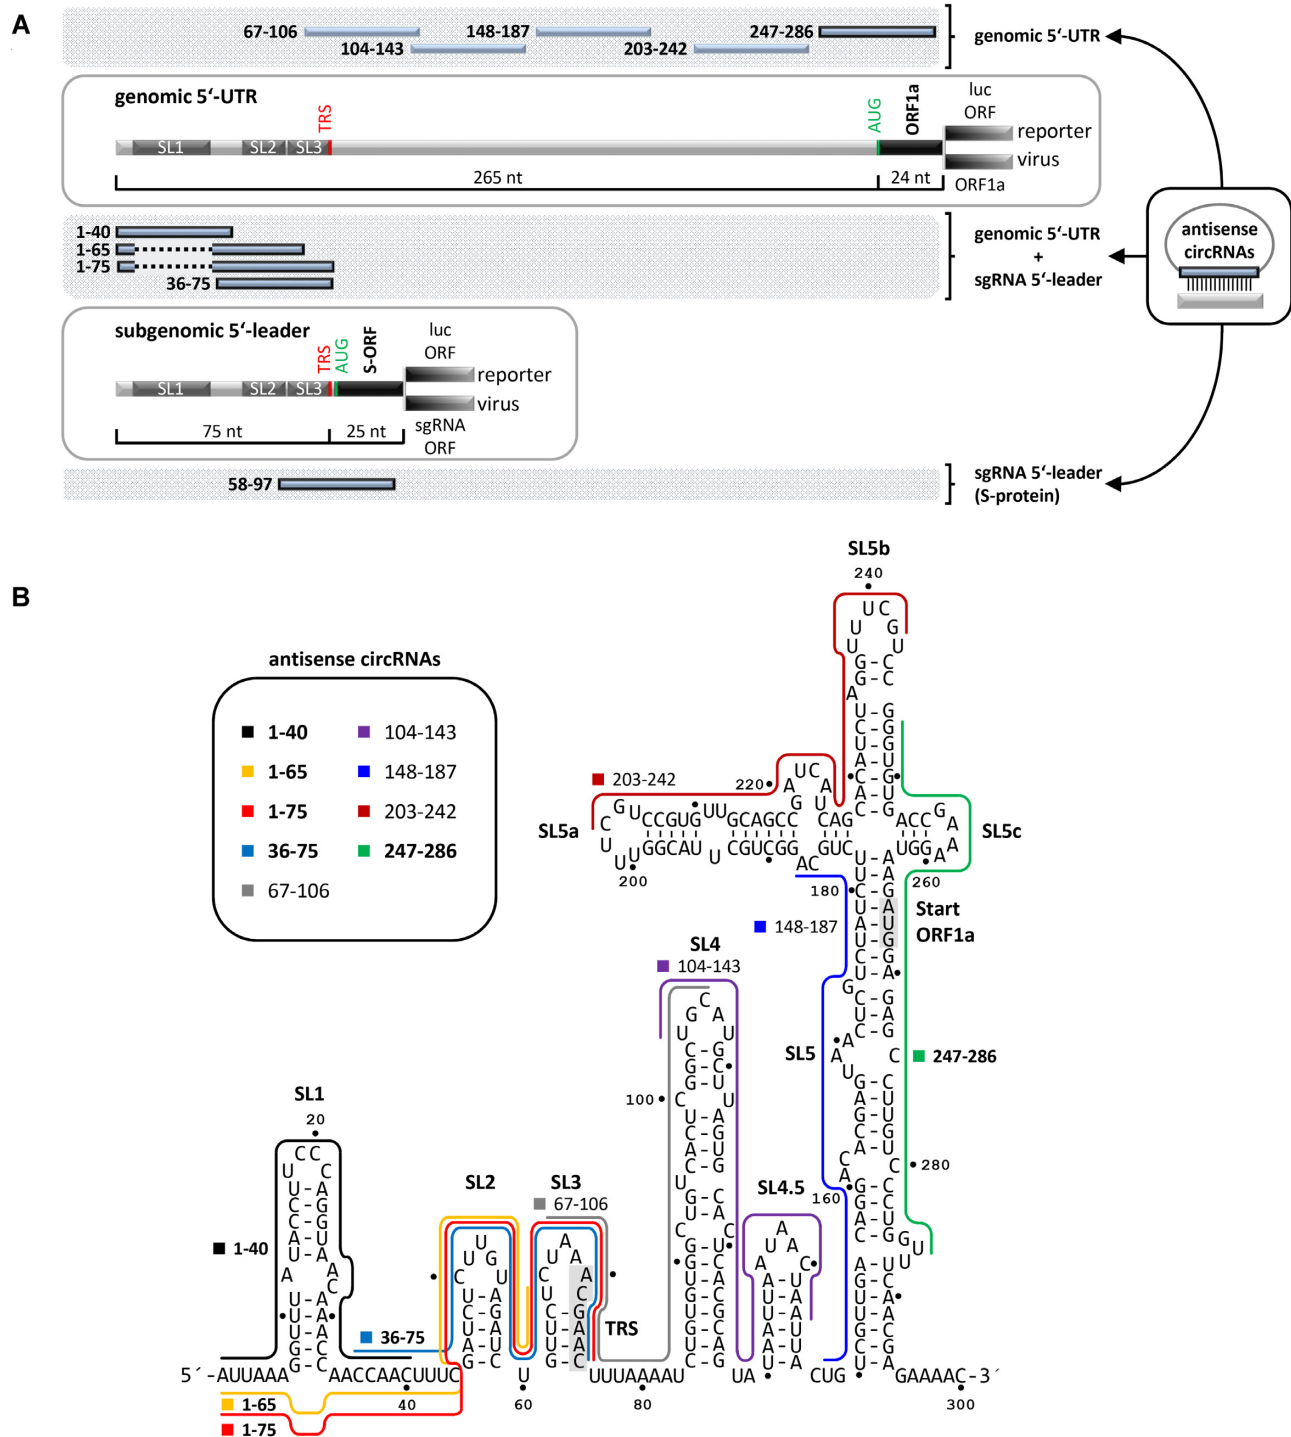 A
67-106
148-187
247-286
104-143
203-242
genomic 5‘-UTR
genomic 5‘-UTR
TRS
AUG
ORF1a
luc
ORF
SL1
SL2
SL3
reporter
virus
265 nt
24 nt
ORF1a
1-40
1-65
1-75
36-75
genomic 5‘-UTR
+
sgRNA 5‘-leader
antisense
circRNAs
subgenomic 5‘-leader
TRS
AUG
S-ORF
luc
ORF
SL1
SL2
SL3
reporter
virus
75 nt
25 nt
sgRNA
ORF
58-97
sgRNA 5‘-leader
(S-protein)
B
antisense circRNAs
1-40
104-143
1-65
148-187
1-75
203-242
36-75
247-286
67-106
SL5b
240
203-242
220
SL5a
200
SL5c
260
180
Start
ORF1a
148-187
SL4
104-143
SL5
247-286
100
280
SL1
20
SL2
SL3
67-106
SL4.5
160
1-40
36-75
TRS
5´-AUUAAA
AACCAACUUUC
U
UUUAAAAU
UA
CUG
GAAAAC-3´
1-65
40
60
80
300
1-75